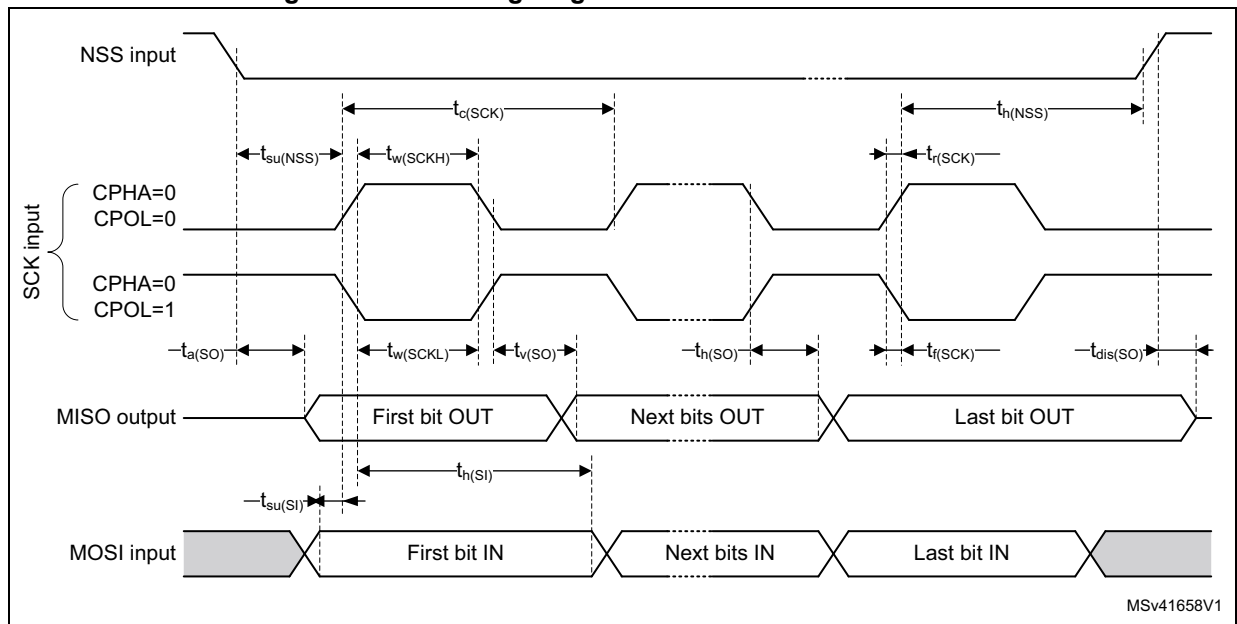 NSS input
tc(SCK)
th(NSS)
tsu(NSS)
tw(SCKH)
tr(SCK)
SCK input
CPHA=0
CPOL=0
CPHA=0
CPOL=1
ta(SO)
tw(SCKL)
tv(SO)
th(SO)
tf(SCK)
tdis(SO)
MISO output
First bit OUT
Next bits OUT
Last bit OUT
th(SI)
tsu(SI)
MOSI input
First bit IN
Next bits IN
Last bit IN
MSv41658V1